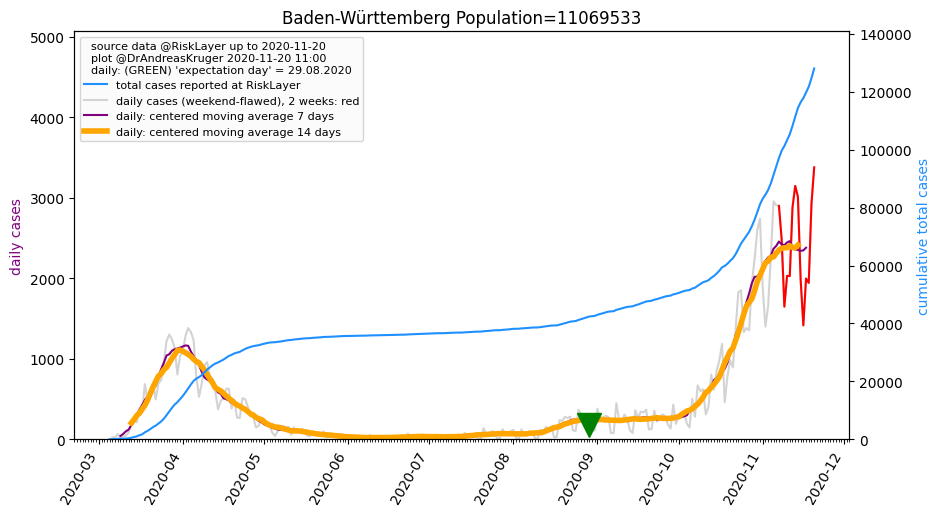 Baden-Württemberg Population=11069533
source data @RiskLayer up to 2020-11-20
plot @DrAndreasKruger 2020-11-20 11:00
daily: (GREEN) 'expectation day' = 29.08.2020
total cases reported at RiskLayer
daily cases (weekend-flawed), 2 weeks: red
daily: centered moving average 7 days
daily: centered moving average 14 days
daily cases
5000
4000
3000
2000
1000
0
cumulative total cases
140000
120000
100000
80000
60000
40000
20000
0
2020-03
2020-04
2020-05
2020-06
2020-07
2020-08
2020-09
2020-10
2020-11
2020-12